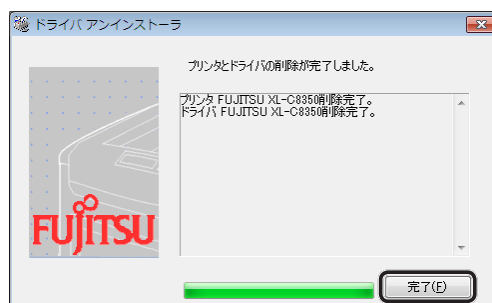 ドライバ アンインストーラ
プリンタとドライバの削除が完了しました。
プリンタ FUJITSU XL-C8350削除完了。
ドライバ FUJITSU XL-C8350削除完了。
FUJITSU
完了(F)